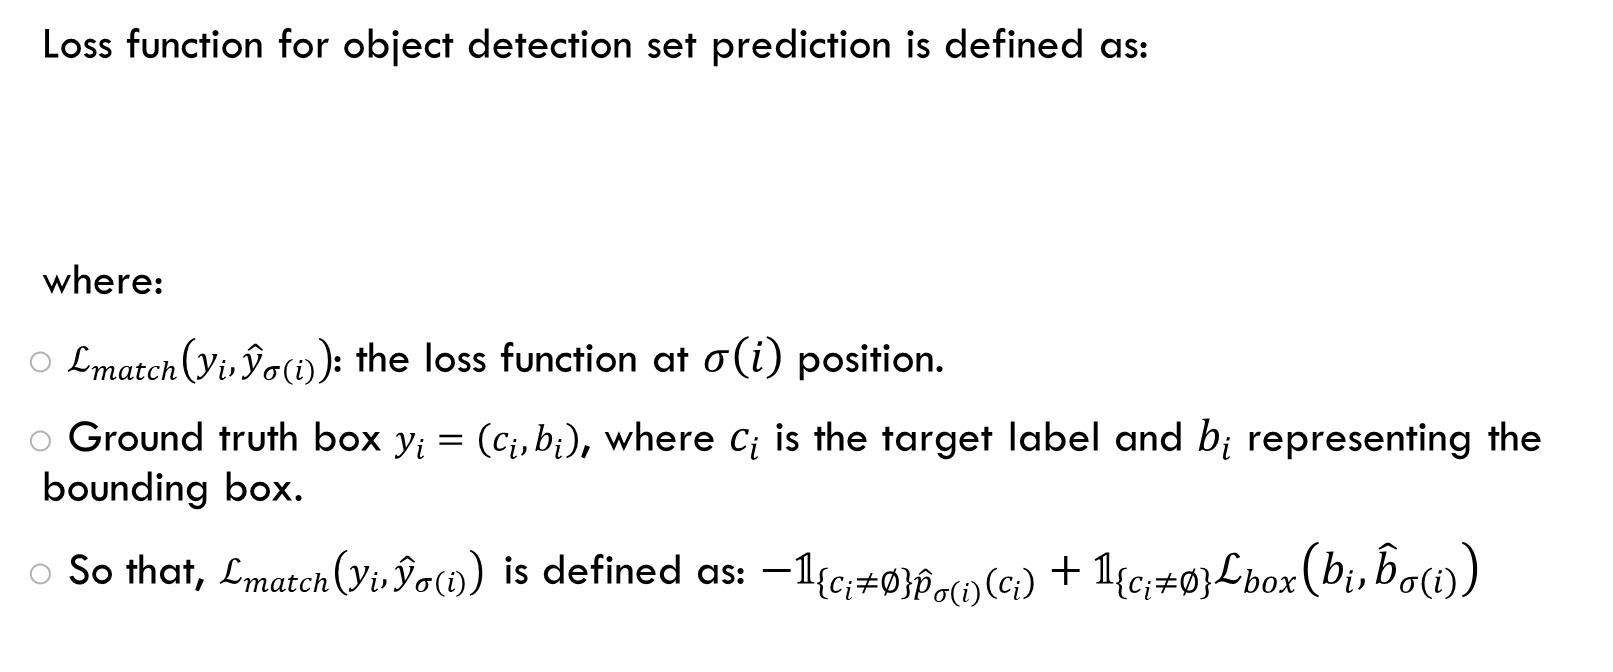 Loss function for object detection set prediction is defined as:
where:
○ ℒ_match(y_i, ŷ_σ(i)): the loss function at σ(i) position.
○ Ground truth box y_i = (c_i, b_i), where c_i is the target label and b_i representing the
bounding box.
○ So that, ℒ_match(y_i, ŷ_σ(i)) is defined as: −𝟙_{c_i≠∅} p̂_σ(i)(c_i) + 𝟙_{c_i≠∅} ℒ_box(b_i, b̂_σ(i))